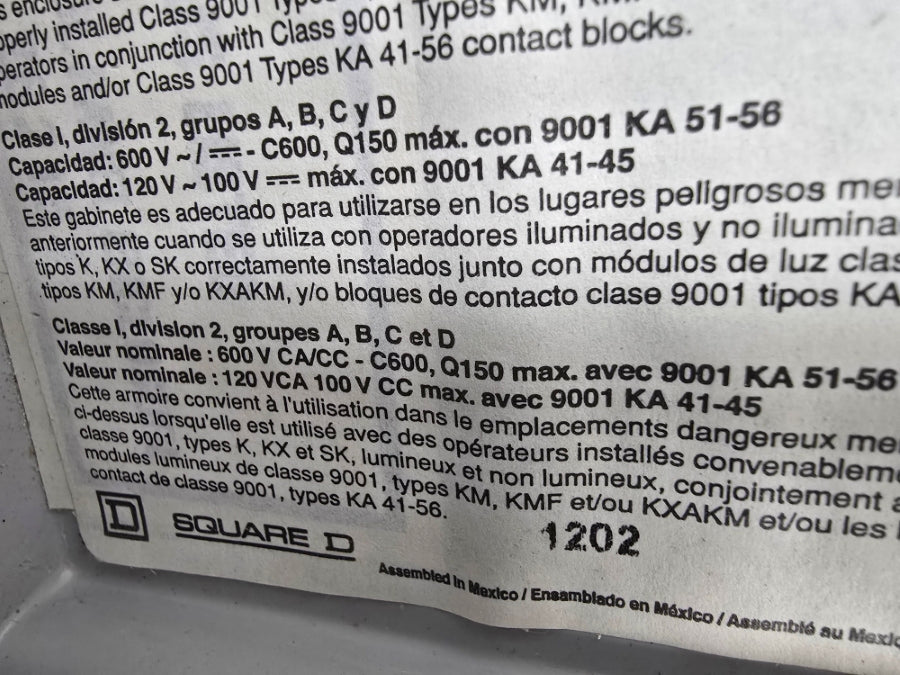 s enclosure
operly installed Class 9001 Types
perators in conjunction with Class 9001 Types KM,
modules and/or Class 9001 Types KA 41-56 contact blocks.
Clase I, división 2, grupos A, B, C y D
Capacidad: 600 V ~/⎓ - C600, Q150 máx. con 9001 KA 51-56
Capacidad: 120 V ~ 100 V ⎓ máx. con 9001 KA 41-45
Este gabinete es adecuado para utilizarse en los lugares peligrosos me
anteriormente cuando se utiliza con operadores iluminados y no ilumina
tipos K, KX o SK correctamente instalados junto con módulos de luz clas
tipos KM, KMF y/o KXAKM, y/o bloques de contacto clase 9001 tipos KA
Classe I, division 2, groupes A, B, C et D
Valeur nominale : 600 V CA/CC - C600, Q150 max. avec 9001 KA 51-56
Valeur nominale : 120 VCA 100 V CC max. avec 9001 KA 41-45
Cette armoire convient à l'utilisation dans le emplacements dangereux me
ci-dessus lorsqu'elle est utilisé avec des opérateurs installés convenableme
classe 9001, types K, KX et SK, lumineux et non lumineux, conjointement a
modules lumineux de classe 9001, types KM, KMF et/ou KXAKM et/ou les
contact de classe 9001, types KA 41-56.
D SQUARE D
1202
Assembled in Mexico / Ensamblado en México / Assemblé au Mexi